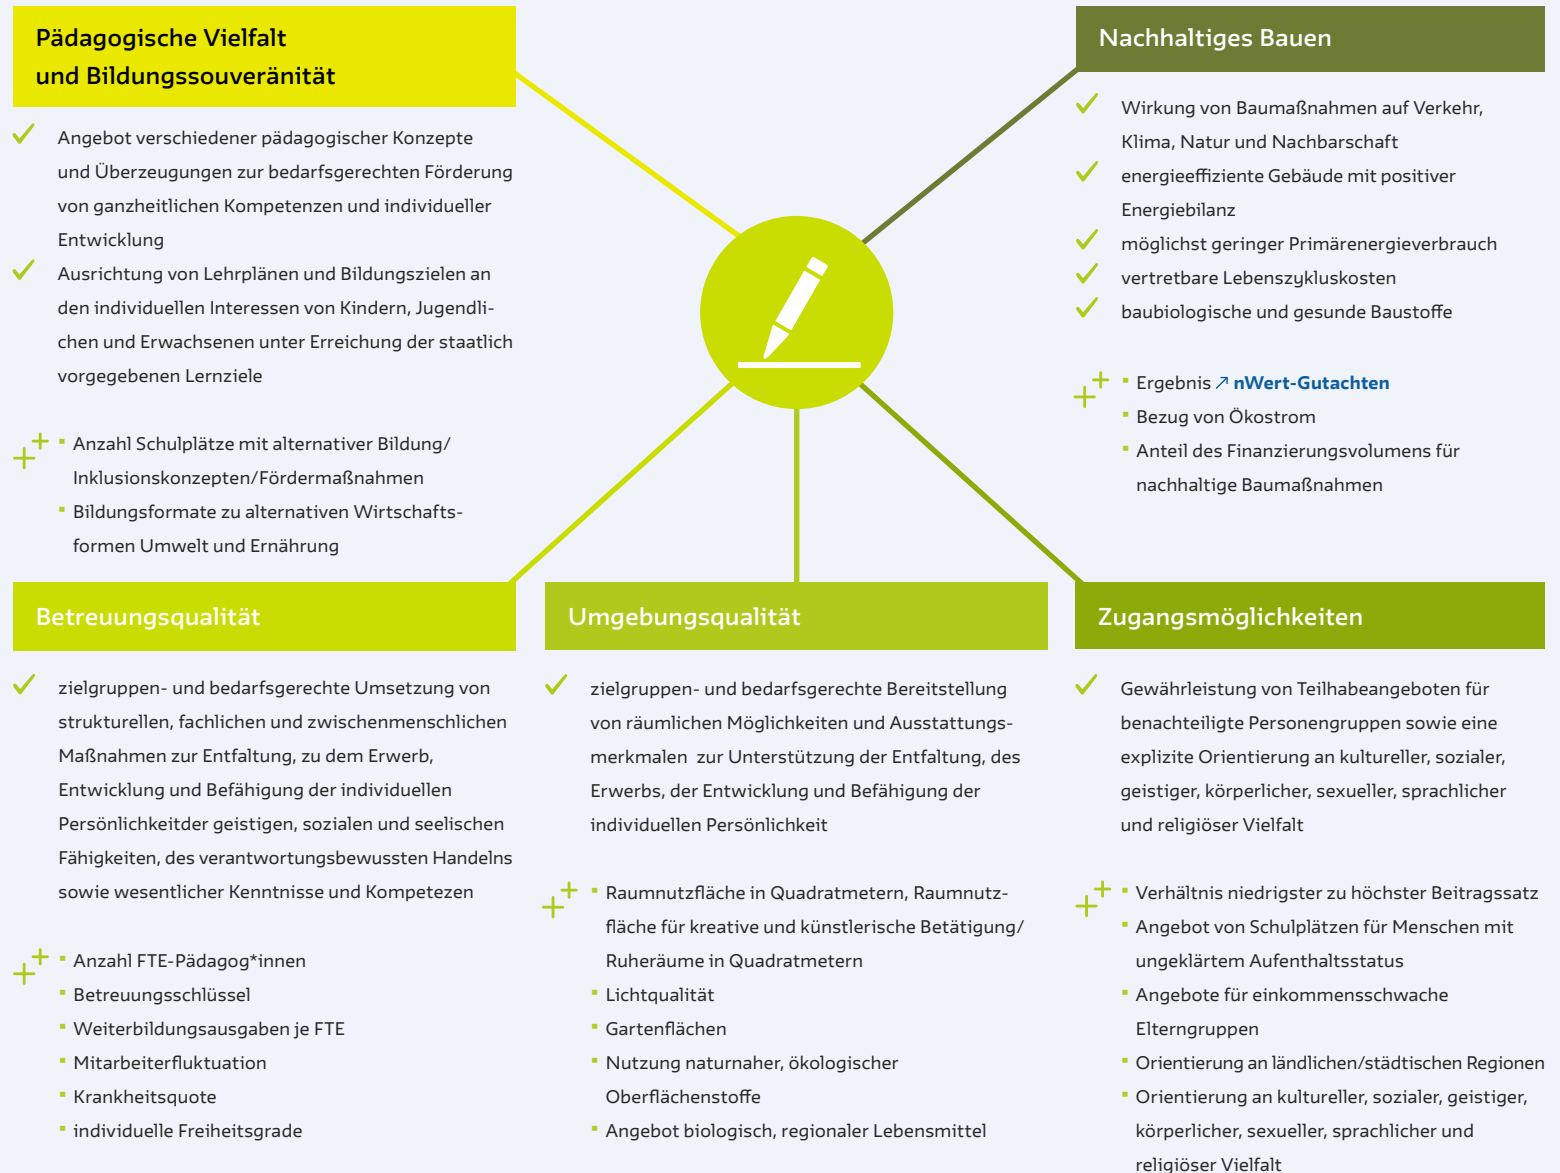 Pädagogische Vielfalt
und Bildungssouveränität
Angebot verschiedener pädagogischer Konzepte
und Überzeugungen zur bedarfsgerechten Förderung
von ganzheitlichen Kompetenzen und individueller
Entwicklung
Ausrichtung von Lehrplänen und Bildungszielen an
den individuellen Interessen von Kindern, Jugendli-
chen und Erwachsenen unter Erreichung der staatlich
vorgegebenen Lernziele
Anzahl Schulplätze mit alternativer Bildung/
Inklusionskonzepten/Fördermaßnahmen
Bildungsformate zu alternativen Wirtschafts-
formen Umwelt und Ernährung
Nachhaltiges Bauen
Wirkung von Baumaßnahmen auf Verkehr,
Klima, Natur und Nachbarschaft
energieeffiziente Gebäude mit positiver
Energiebilanz
möglichst geringer Primärenergieverbrauch
vertretbare Lebenszykluskosten
baubiologische und gesunde Baustoffe
Ergebnis ↗ nWert-Gutachten
Bezug von Ökostrom
Anteil des Finanzierungsvolumens für
nachhaltige Baumaßnahmen
Betreuungsqualität
zielgruppen- und bedarfsgerechte Umsetzung von
strukturellen, fachlichen und zwischenmenschlichen
Maßnahmen zur Entfaltung, zu dem Erwerb,
Entwicklung und Befähigung der individuellen
Persönlichkeitder geistigen, sozialen und seelischen
Fähigkeiten, des verantwortungsbewussten Handelns
sowie wesentlicher Kenntnisse und Kompetezen
Anzahl FTE-Pädagog*innen
Betreuungsschlüssel
Weiterbildungsausgaben je FTE
Mitarbeiterfluktuation
Krankheitsquote
individuelle Freiheitsgrade
Umgebungsqualität
zielgruppen- und bedarfsgerechte Bereitstellung
von räumlichen Möglichkeiten und Ausstattungs-
merkmalen zur Unterstützung der Entfaltung, des
Erwerbs, der Entwicklung und Befähigung der
individuellen Persönlichkeit
Raumnutzfläche in Quadratmetern, Raumnutz-
fläche für kreative und künstlerische Betätigung/
Ruheräume in Quadratmetern
Lichtqualität
Gartenflächen
Nutzung naturnaher, ökologischer
Oberflächenstoffe
Angebot biologisch, regionaler Lebensmittel
Zugangsmöglichkeiten
Gewährleistung von Teilhabeangeboten für
benachteiligte Personengruppen sowie eine
explizite Orientierung an kultureller, sozialer,
geistiger, körperlicher, sexueller, sprachlicher
und religiöser Vielfalt
Verhältnis niedrigster zu höchster Beitragssatz
Angebot von Schulplätzen für Menschen mit
ungeklärtem Aufenthaltsstatus
Angebote für einkommensschwache
Elterngruppen
Orientierung an ländlichen/städtischen Regionen
Orientierung an kultureller, sozialer, geistiger,
körperlicher, sexueller, sprachlicher und
religiöser Vielfalt